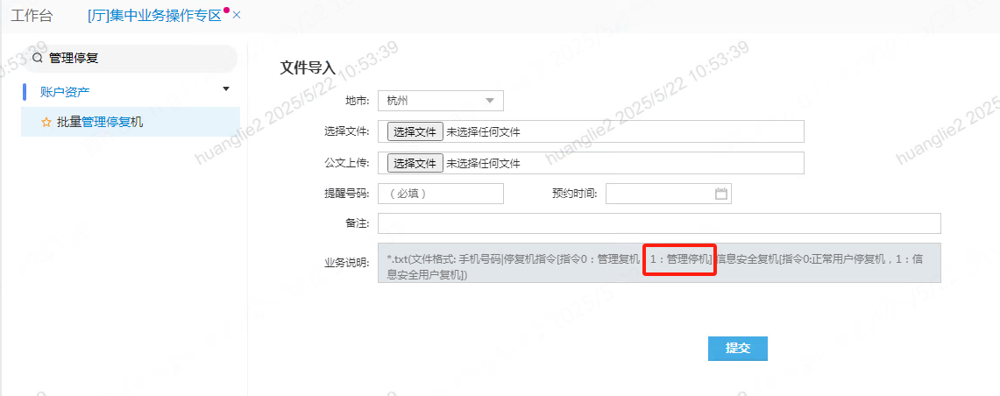 工作台
[厅]集中业务操作专区 ×
管理停复
账户资产
批量管理停复机
文件导入
地市: 杭州
选择文件: 选择文件 未选择任何文件
公文上传: 选择文件 未选择任何文件
提醒号码: （必填）
预约时间:
备注:
业务说明:
*.txt(文件格式: 手机号码|停复机指令[指令0：管理复机 1：管理停机] 信息安全复机[指令0:正常用户停复机，1：信
息安全用户复机])
提交
huanglie2 2025/5/22 10:53:39
huanglie2 2025/5/22 10:53:39